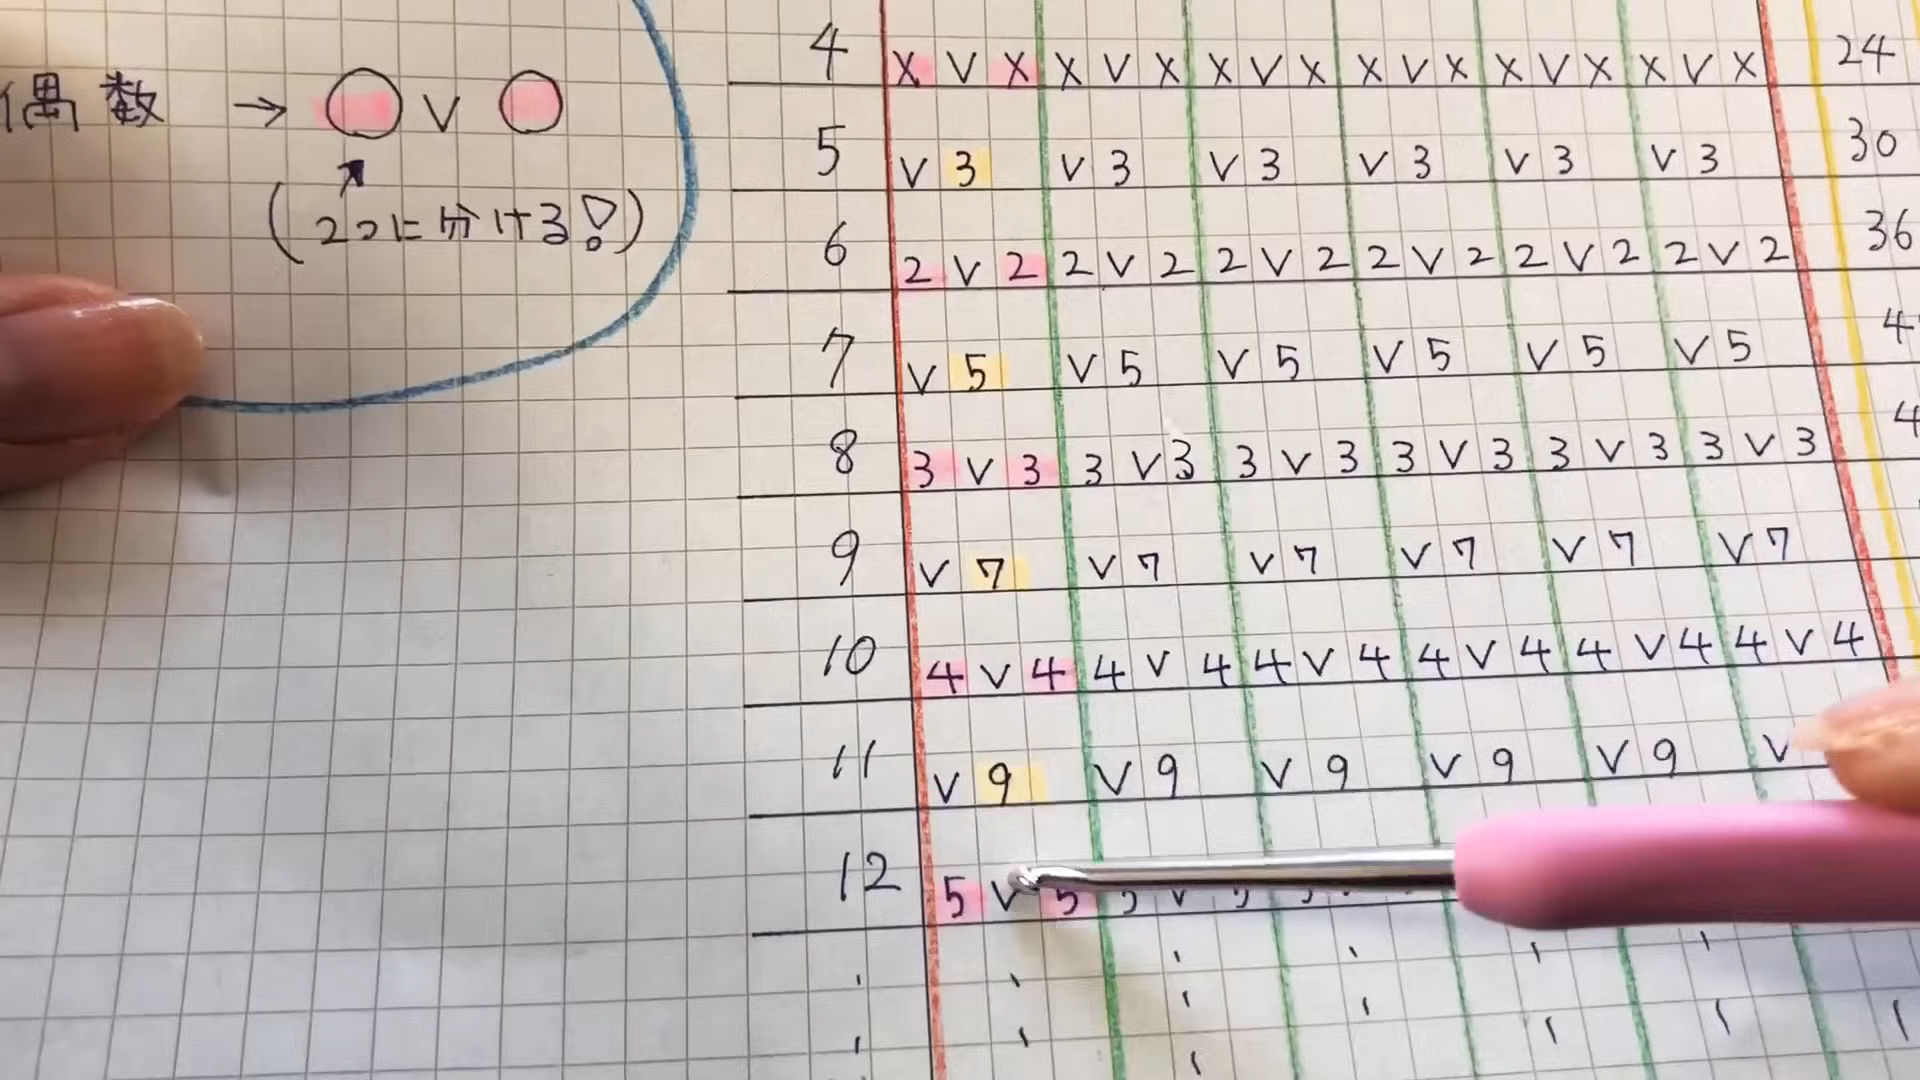 偶数 → ○ V ○
(2つに分ける!)
4 X V X X V X X V X X V X X V X X V X 24
5 V 3 V 3 V 3 V 3 V 3 V 3 30
6 2 V 2 2 V 2 2 V 2 2 V 2 2 V 2 2 V 2 36
7 V 5 V 5 V 5 V 5 V 5 V 5 4
8 3 V 3 3 V 3 3 V 3 3 V 3 3 V 3 3 V 3 4
9 V 7 V 7 V 7 V 7 V 7 V 7
10 4 V 4 4 V 4 4 V 4 4 V 4 4 V 4 4 V 4
11 V 9 V 9 V 9 V 9 V 9 V
12 5 V 5 5 V 5